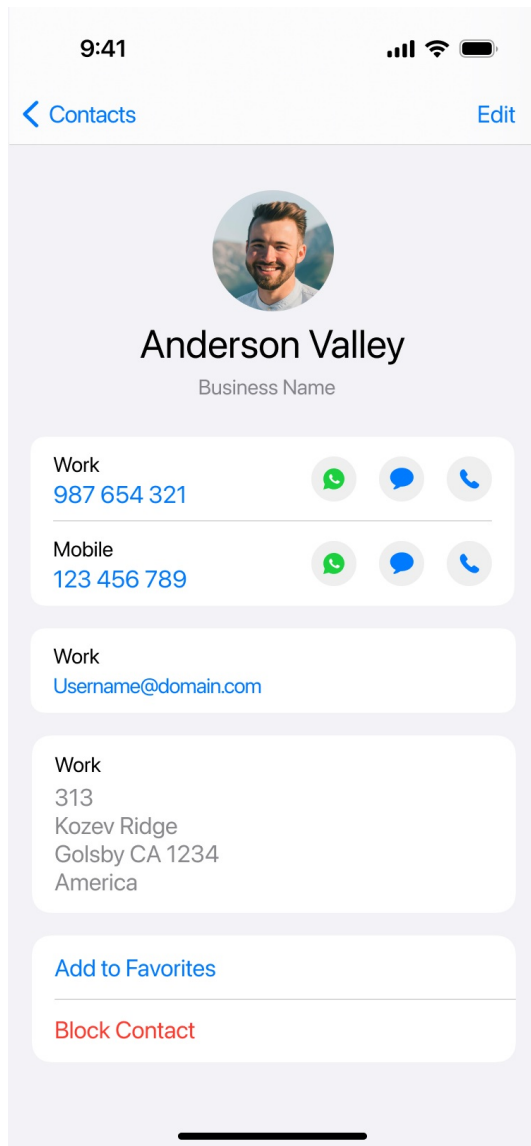 9:41
Contacts
Edit
Anderson Valley
Business Name
Work
987 654 321
Mobile
123 456 789
Work
Username@domain.com
Work
313
Kozev Ridge
Golsby CA 1234
America
Add to Favorites
Block Contact